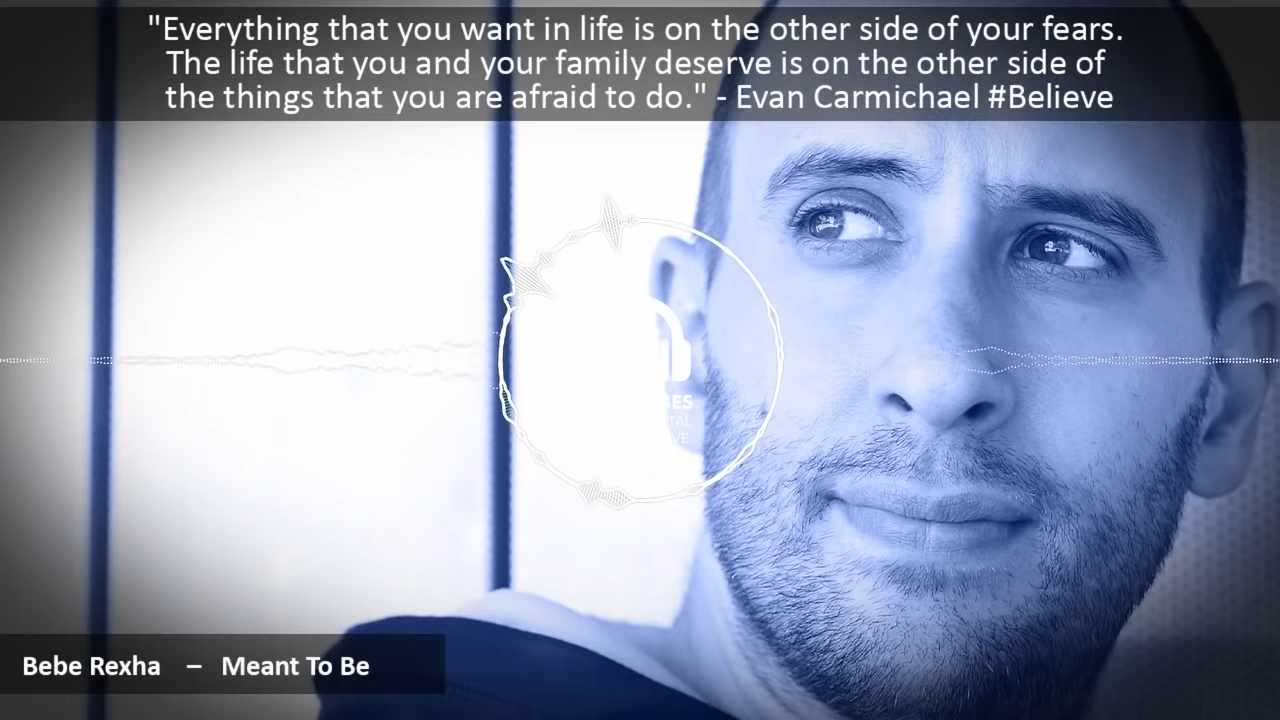 "Everything that you want in life is on the other side of your fears.
The life that you and your family deserve is on the other side of
the things that you are afraid to do." - Evan Carmichael #Believe
Bebe Rexha – Meant To Be